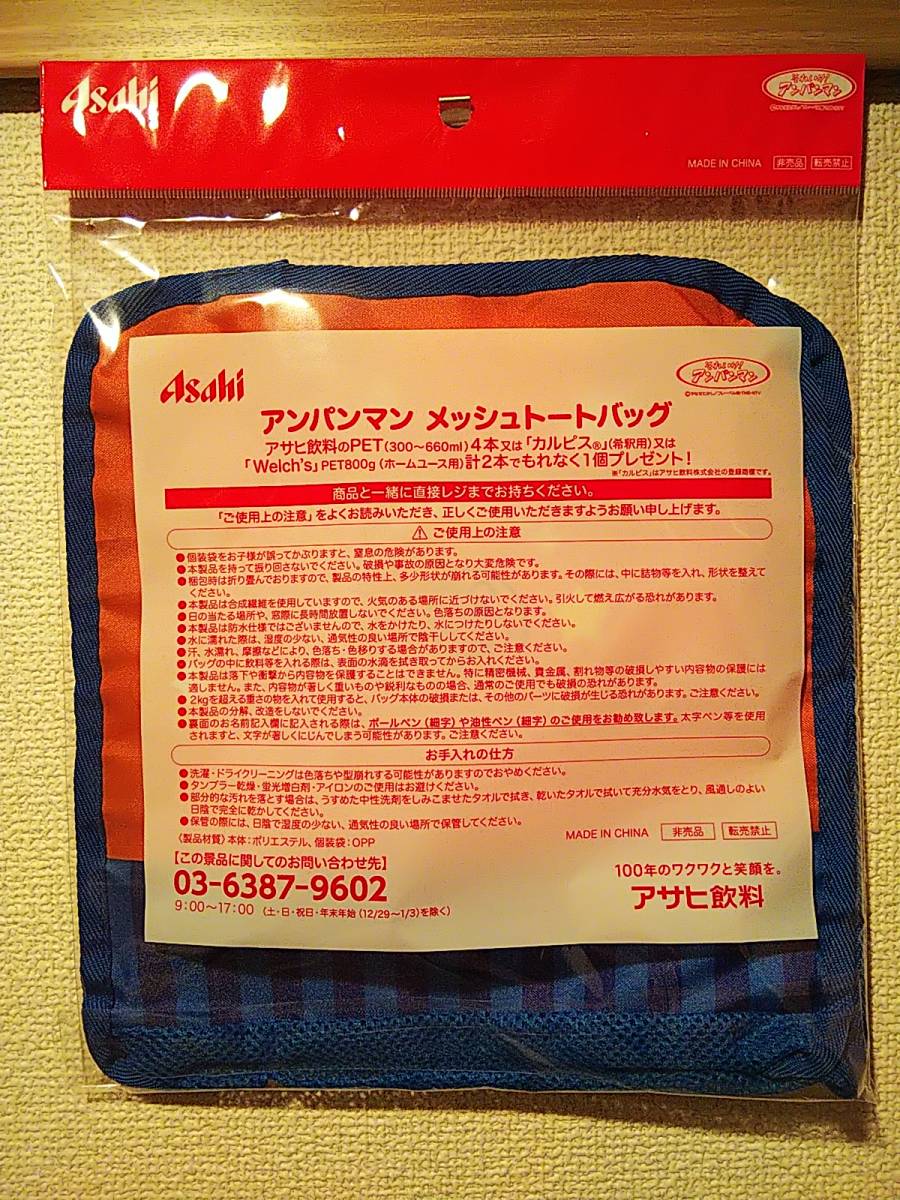 Asahi
それいけ!
アンパンマン
MADE IN CHINA 非売品 転売禁止
Asahi
それいけ!
アンパンマン
アンパンマン メッシュトートバッグ
アサヒ飲料のPET(300〜660ml)4本又は「カルピス®」(希釈用)又は
「Welch's」PET800g(ホームユース用)計2本でもれなく1個プレゼント!
※「カルピス」はアサヒ飲料株式会社の登録商標です。
商品と一緒に直接レジまでお持ちください。
「ご使用上の注意」をよくお読みいただき、正しくご使用いただきますようお願い申し上げます。
⚠ ご使用上の注意
●個装袋をお子様が誤ってかぶりますと、窒息の危険があります。
●本製品を持って振り回さないでください。破損や事故の原因となり大変危険です。
●梱包時は折り畳んでおりますので、製品の特性上、多少形状が崩れる可能性があります。その際には、中に詰物等を入れ、形状を整えて
ください。
●本製品は合成繊維を使用していますので、火気のある場所に近づけないでください。引火して燃え広がる恐れがあります。
●日の当たる場所や、窓際に長時間放置しないでください。色落ちの原因となります。
●本製品は防水仕様ではございませんので、水をかけたり、水につけたりしないでください。
●水に濡れた際は、湿度の少ない、通気性の良い場所で陰干ししてください。
●汗、水濡れ、摩擦などにより、色落ち・色移りする場合がありますので、ご注意ください。
●バッグの中に飲料等を入れる際は、表面の水滴を拭き取ってからお入れください。
●本製品は落下や衝撃から内容物を保護することはできません。特に精密機械、貴金属、割れ物等の破損しやすい内容物の保護には
適しません。また、内容物が著しく重いものや鋭利なものの場合、通常のご使用でも破損の恐れがあります。
●2kgを超える重さの物を入れて使用すると、バッグ本体の破損または、その他のパーツに破損が生じる恐れがあります。ご注意ください。
●本製品の分解、改造をしないでください。
●裏面のお名前記入欄に記入される際は、ボールペン(細字)や油性ペン(細字)のご使用をお勧め致します。太字ペン等を使用
されますと、文字が著しくにじんでしまう可能性があります。ご注意ください。
お手入れの仕方
●洗濯・ドライクリーニングは色落ちや型崩れする可能性がありますのでおやめください。
●タンブラー乾燥・蛍光増白剤・アイロンのご使用はお避けください。
●部分的な汚れを落とす場合は、うすめた中性洗剤をしみこませたタオルで拭き、乾いたタオルで拭いて充分水気をとり、風通しのよい
日陰で完全に乾かしてください。
●保管の際には、日陰で湿度の少ない、通気性の良い場所で保管してください。
〈製品材質〉本体:ポリエステル、個装袋:OPP
MADE IN CHINA 非売品 転売禁止
【この景品に関してのお問い合わせ先】
03-6387-9602
9:00〜17:00 (土・日・祝日・年末年始(12/29〜1/3)を除く)
100年のワクワクと笑顔を。
アサヒ飲料